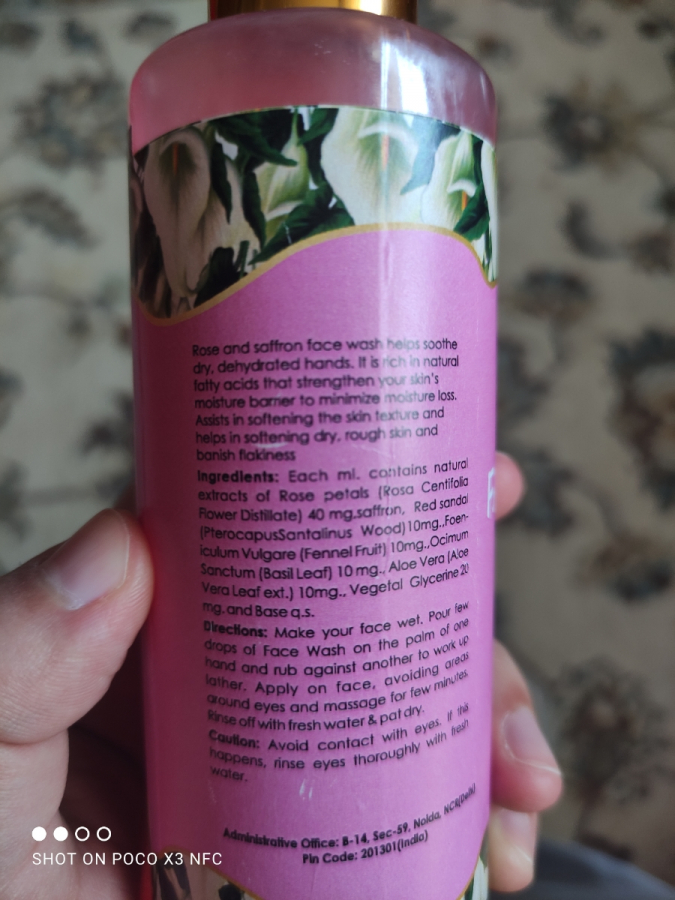 Rose and saffron face wash helps soothe
dry, dehydrated hands. It is rich in natural
fatty acids that strengthen your skin's
moisture barrier to minimize moisture loss.
Assists in softening the skin texture and
helps in softening dry, rough skin and
banish flakiness
Ingredients: Each ml. contains natural
extracts of Rose petals (Rosa Centifolia
Flower Distillate) 40 mg.saffron, Red sandal
(PterocapusSantalinus Wood)10mg.,Foen-
iculum Vulgare (Fennel Fruit) 10mg.,Ocimum
Sanctum (Basil Leaf) 10 mg., Aloe Vera (Aloe
Vera Leaf ext.) 10mg., Vegetal Glycerine 20
mg.and Base q.s.
Directions: Make your face wet. Pour few
drops of Face Wash on the palm of one
hand and rub against another to work up
lather. Apply on face, avoiding areas
around eyes and massage for few minutes.
Rinse off with fresh water & pat dry.
Caution: Avoid contact with eyes. If this
happens, rinse eyes thoroughly with fresh
water.
Administrative Office: B-14, Sec-59, Noida, NCR(Delhi)
Pin Code: 201301(India)
SHOT ON POCO X3 NFC